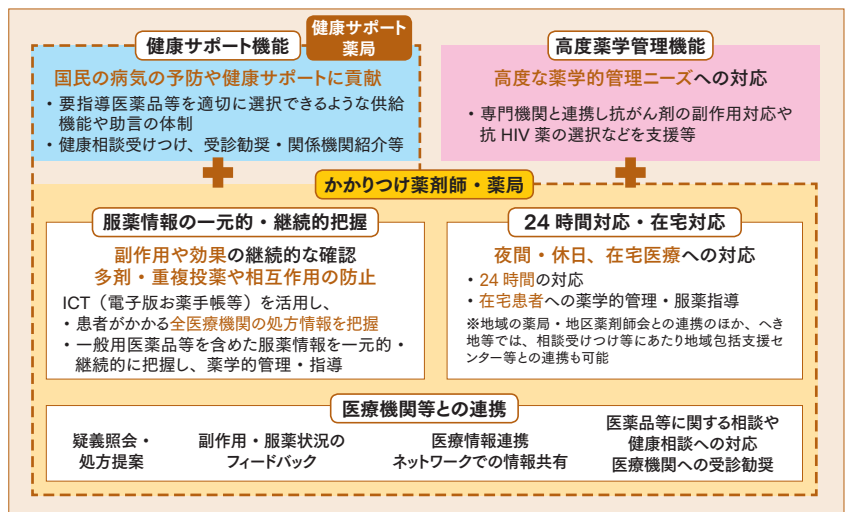 健康サポート
薬局
健康サポート機能
国民の病気の予防や健康サポートに貢献
・要指導医薬品等を適切に選択できるような供給
機能や助言の体制
・健康相談受けつけ、受診勧奨・関係機関紹介等
高度薬学管理機能
高度な薬学的管理ニーズへの対応
・専門機関と連携し抗がん剤の副作用対応や
抗 HIV 薬の選択などを支援等
かかりつけ薬剤師・薬局
服薬情報の一元的・継続的把握
副作用や効果の継続的な確認
多剤・重複投薬や相互作用の防止
ICT（電子版お薬手帳等）を活用し、
・患者がかかる全医療機関の処方情報を把握
・一般用医薬品等を含めた服薬情報を一元的・
継続的に把握し、薬学的管理・指導
24 時間対応・在宅対応
夜間・休日、在宅医療への対応
・24 時間の対応
・在宅患者への薬学的管理・服薬指導
※地域の薬局・地区薬剤師会との連携のほか、へき
地等では、相談受けつけ等にあたり地域包括支援セ
ンター等との連携も可能
医療機関等との連携
疑義照会・
処方提案
副作用・服薬状況の
フィードバック
医療情報連携
ネットワークでの情報共有
医薬品等に関する相談や
健康相談への対応
医療機関への受診勧奨